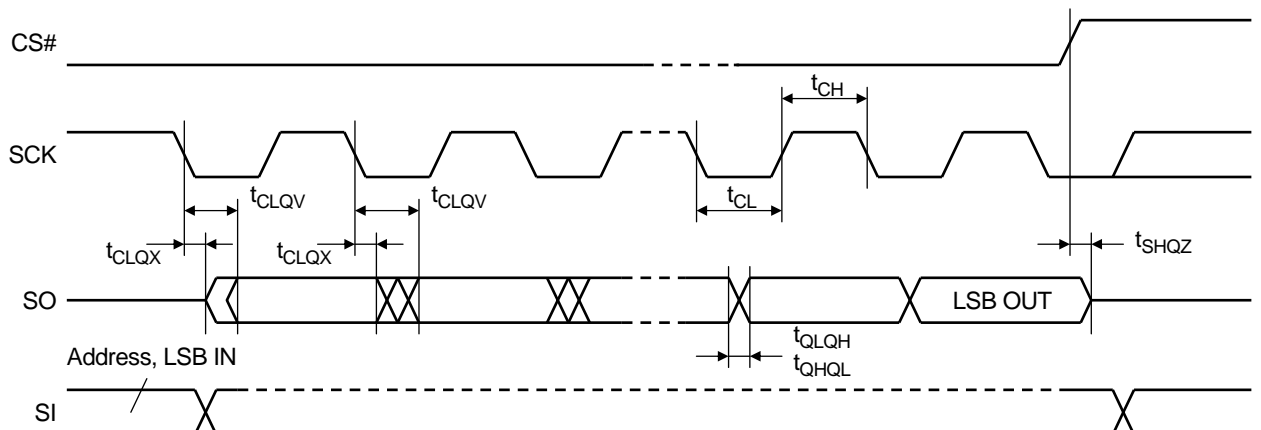 CS#
tCH
SCK
tCLQV
tCLQV
tCL
tCLQX
tCLQX
tSHQZ
SO
LSB OUT
tQLQH
tQHQL
Address, LSB IN
SI